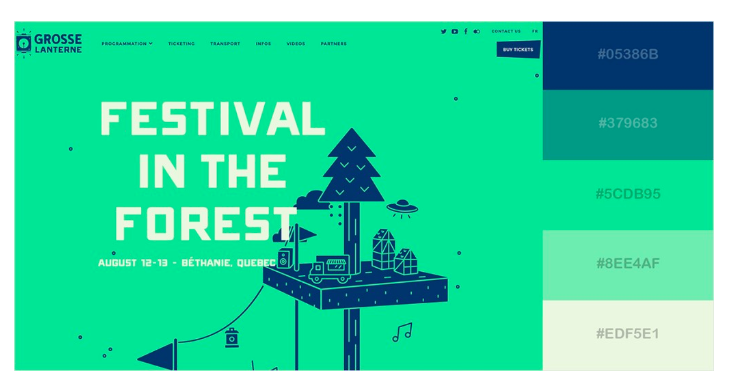 GROSSE
LANTERNE
PROGRAMMATION
TICKETING
TRANSPORT
INFOS
VIDEOS
PARTNERS
CONTACT US
FR
BUY TICKETS
FESTIVAL
IN THE
FOREST
AUGUST 12-13 - BÉTHANIE, QUEBEC
#05386B
#379683
#5CDB95
#8EE4AF
#EDF5E1